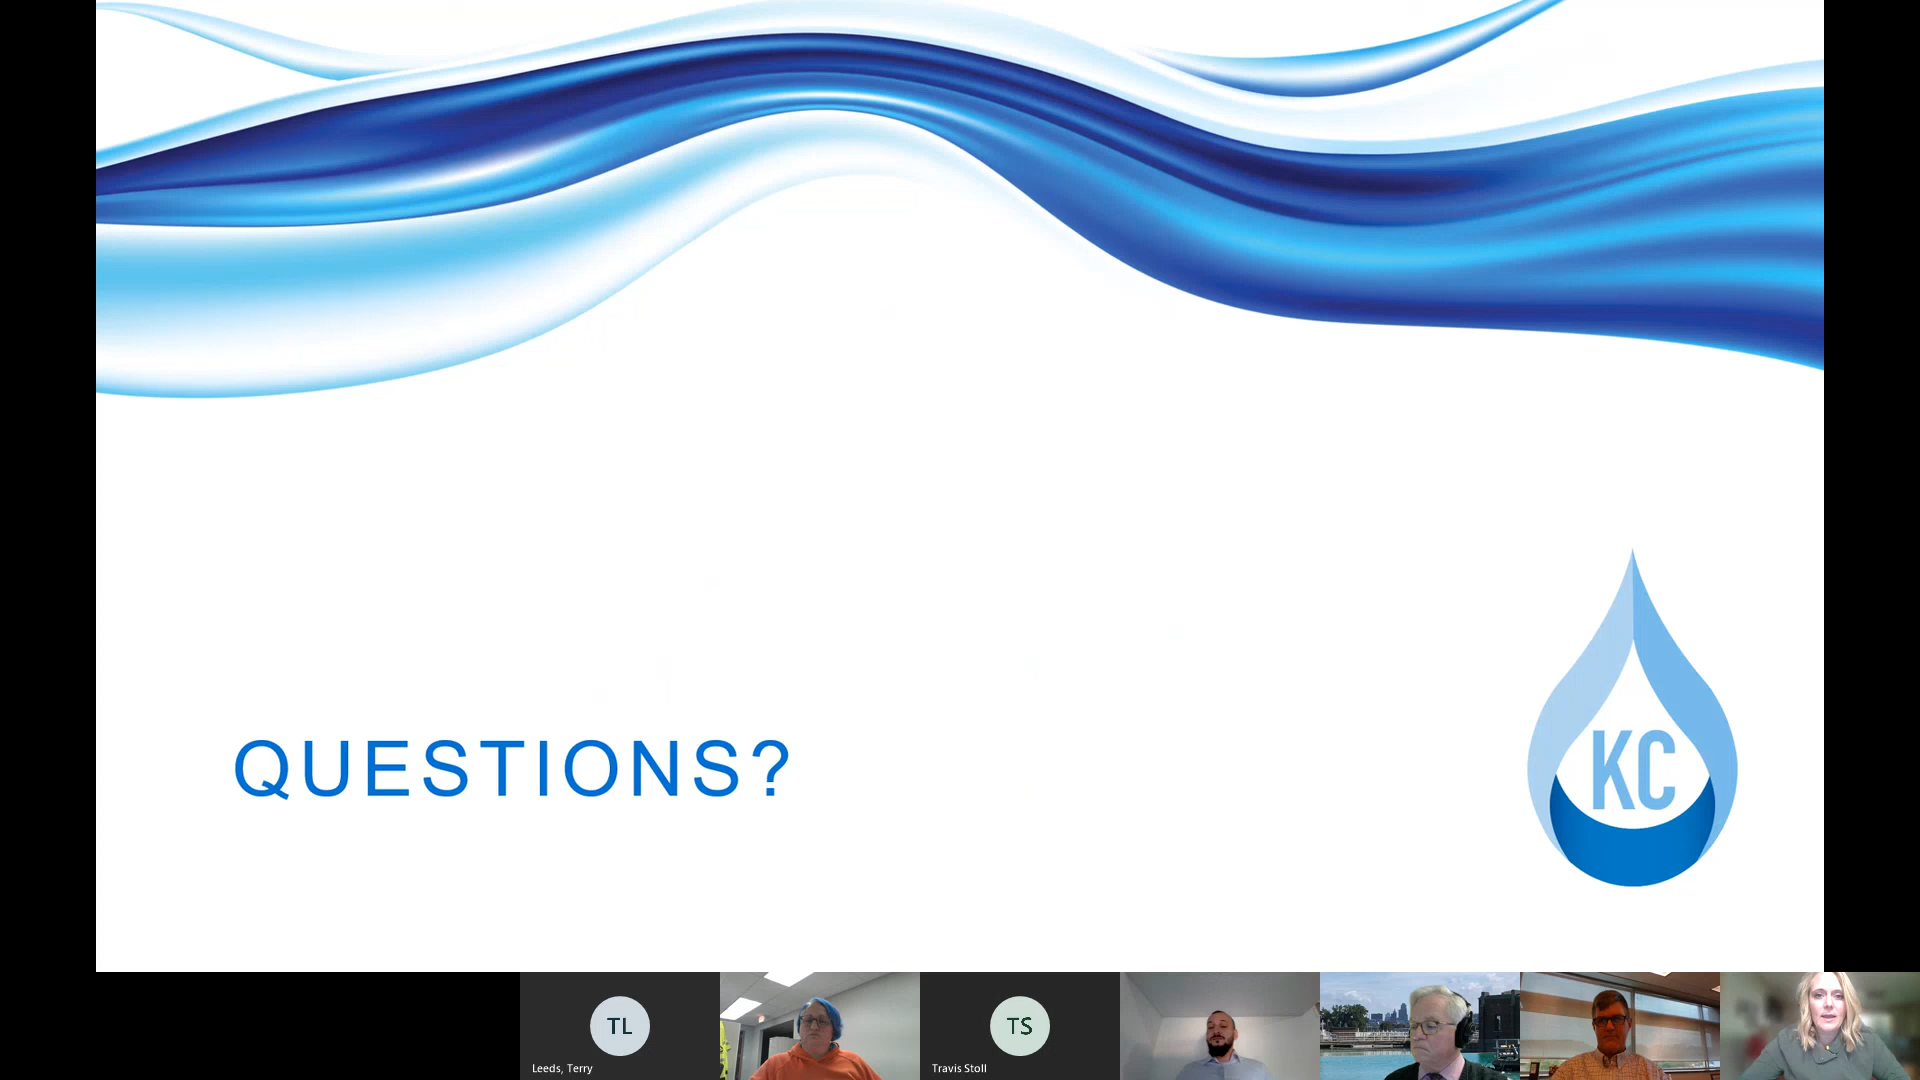 QUESTIONS?
KC
TL
Leeds, Terry
TS
Travis Stoll